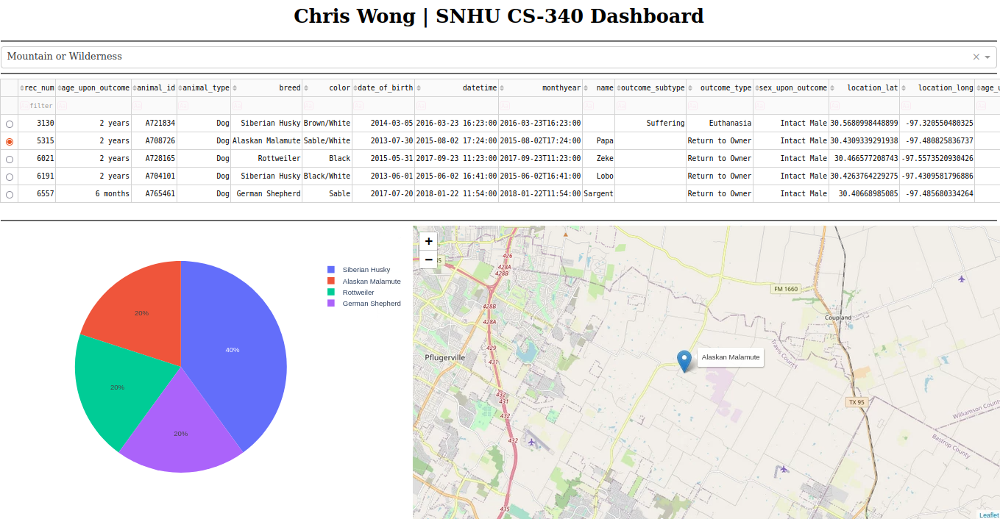 Chris Wong | SNHU CS-340 Dashboard
Mountain or Wilderness
rec_num age_upon_outcome animal_id animal_type breed color date_of_birth datetime monthyear name outcome_subtype outcome_type sex_upon_outcome location_lat location_long age_u
filter
3130 2 years A721834 Dog Siberian Husky Brown/White 2014-03-05 2016-03-23 16:23:00 2016-03-23T16:23:00 Suffering Euthanasia Intact Male 30.5680998448899 -97.320550480325
5315 2 years A708726 Dog Alaskan Malamute Sable/White 2013-07-30 2015-08-02 17:24:00 2015-08-02T17:24:00 Papa Return to Owner Intact Male 30.4309339291938 -97.480825836737
6021 2 years A728165 Dog Rottweiler Black 2015-05-31 2017-09-23 11:23:00 2017-09-23T11:23:00 Zeke Return to Owner Intact Male 30.466577208743 -97.5573520930426
6191 2 years A704101 Dog Siberian Husky Black/White 2013-06-01 2015-06-02 16:41:00 2015-06-02T16:41:00 Lobo Return to Owner Intact Male 30.4263764229275 -97.4309581796886
6557 6 months A765461 Dog German Shepherd Sable 2017-07-20 2018-01-22 11:54:00 2018-01-22T11:54:00 Sargent Return to Owner Intact Male 30.40668985085 -97.485680334264
Siberian Husky
Alaskan Malamute
Rottweiler
German Shepherd
20%
40%
20%
20%
+
−
426
428A
428B
FM 1660
428B
428A
Coupland
429
Travis County
Pflugerville
Alaskan Malamute
431
432
431
TX 95
Williamson County
432
Bastrop County
432
435
Leaflet